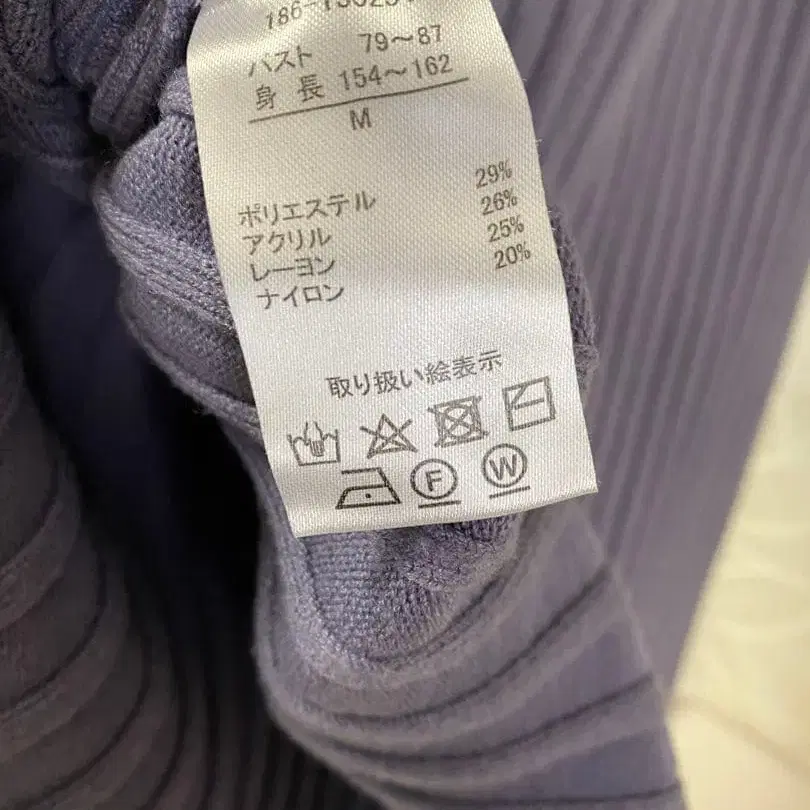 バスト 79～87
身 長 154～162
M
ポリエステル 29%
アクリル 26%
レーヨン 25%
ナイロン 20%
取り扱い絵表示
F W